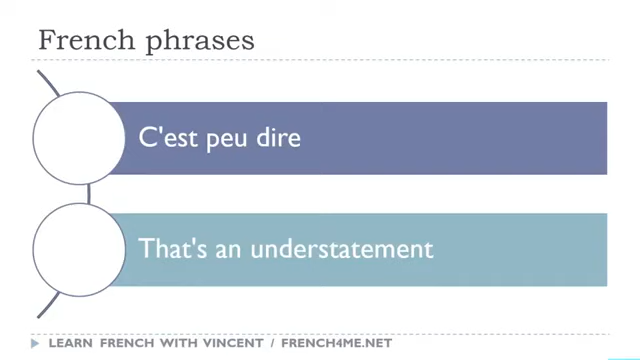 French phrases
C'est peu dire
That's an understatement
LEARN FRENCH WITH VINCENT / FRENCH4ME.NET